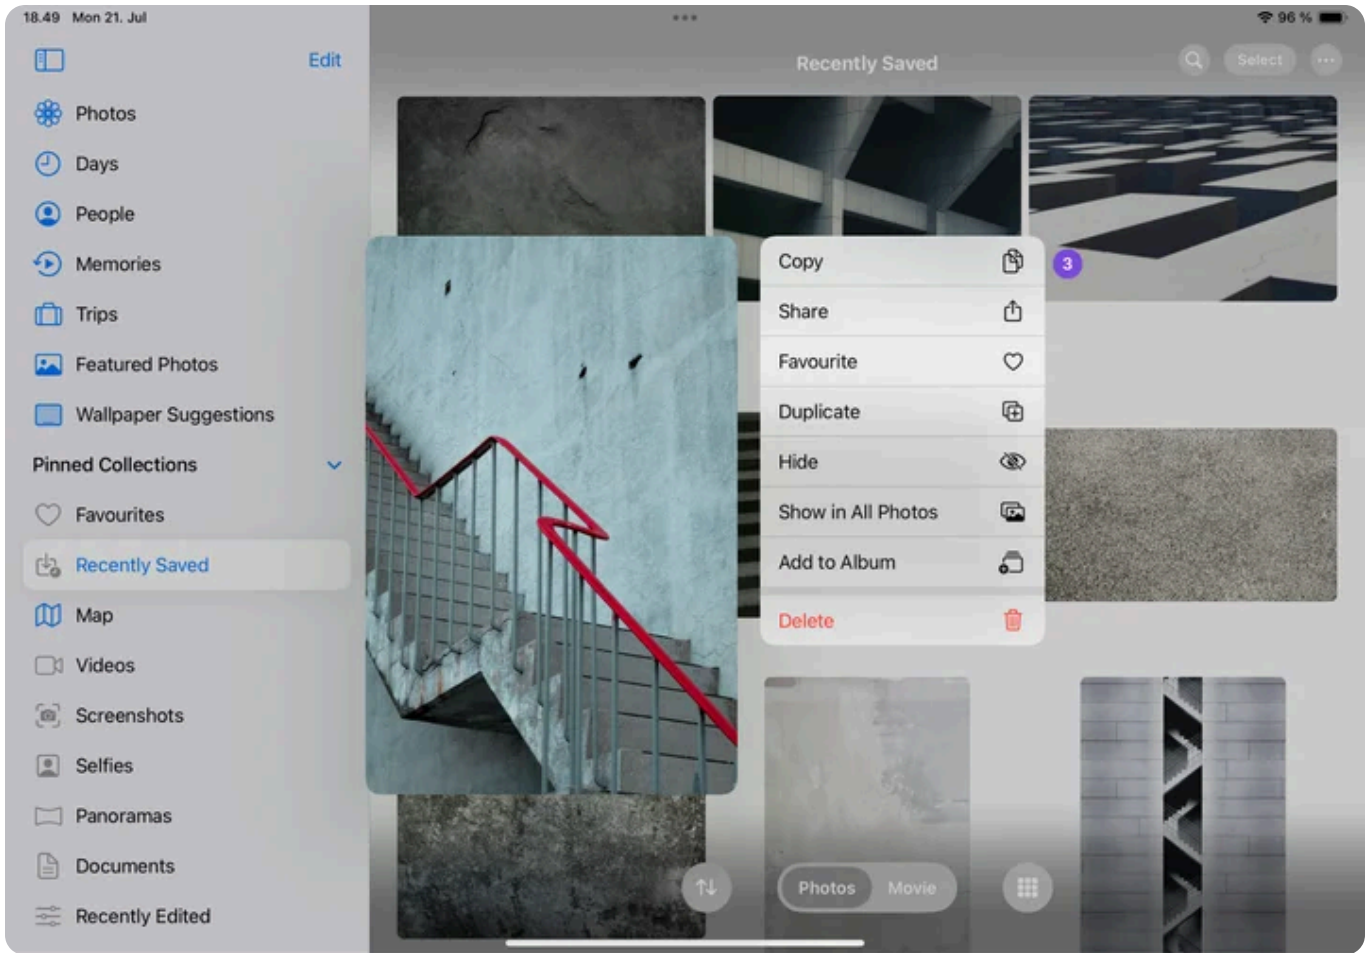 18.49 Mon 21. Jul
96 %
Edit
Photos
Days
People
Memories
Trips
Featured Photos
Wallpaper Suggestions
Pinned Collections
Favourites
Recently Saved
Map
Videos
Screenshots
Selfies
Panoramas
Documents
Recently Edited
Recently Saved
Select
Copy
3
Share
Favourite
Duplicate
Hide
Show in All Photos
Add to Album
Delete
Photos Movie